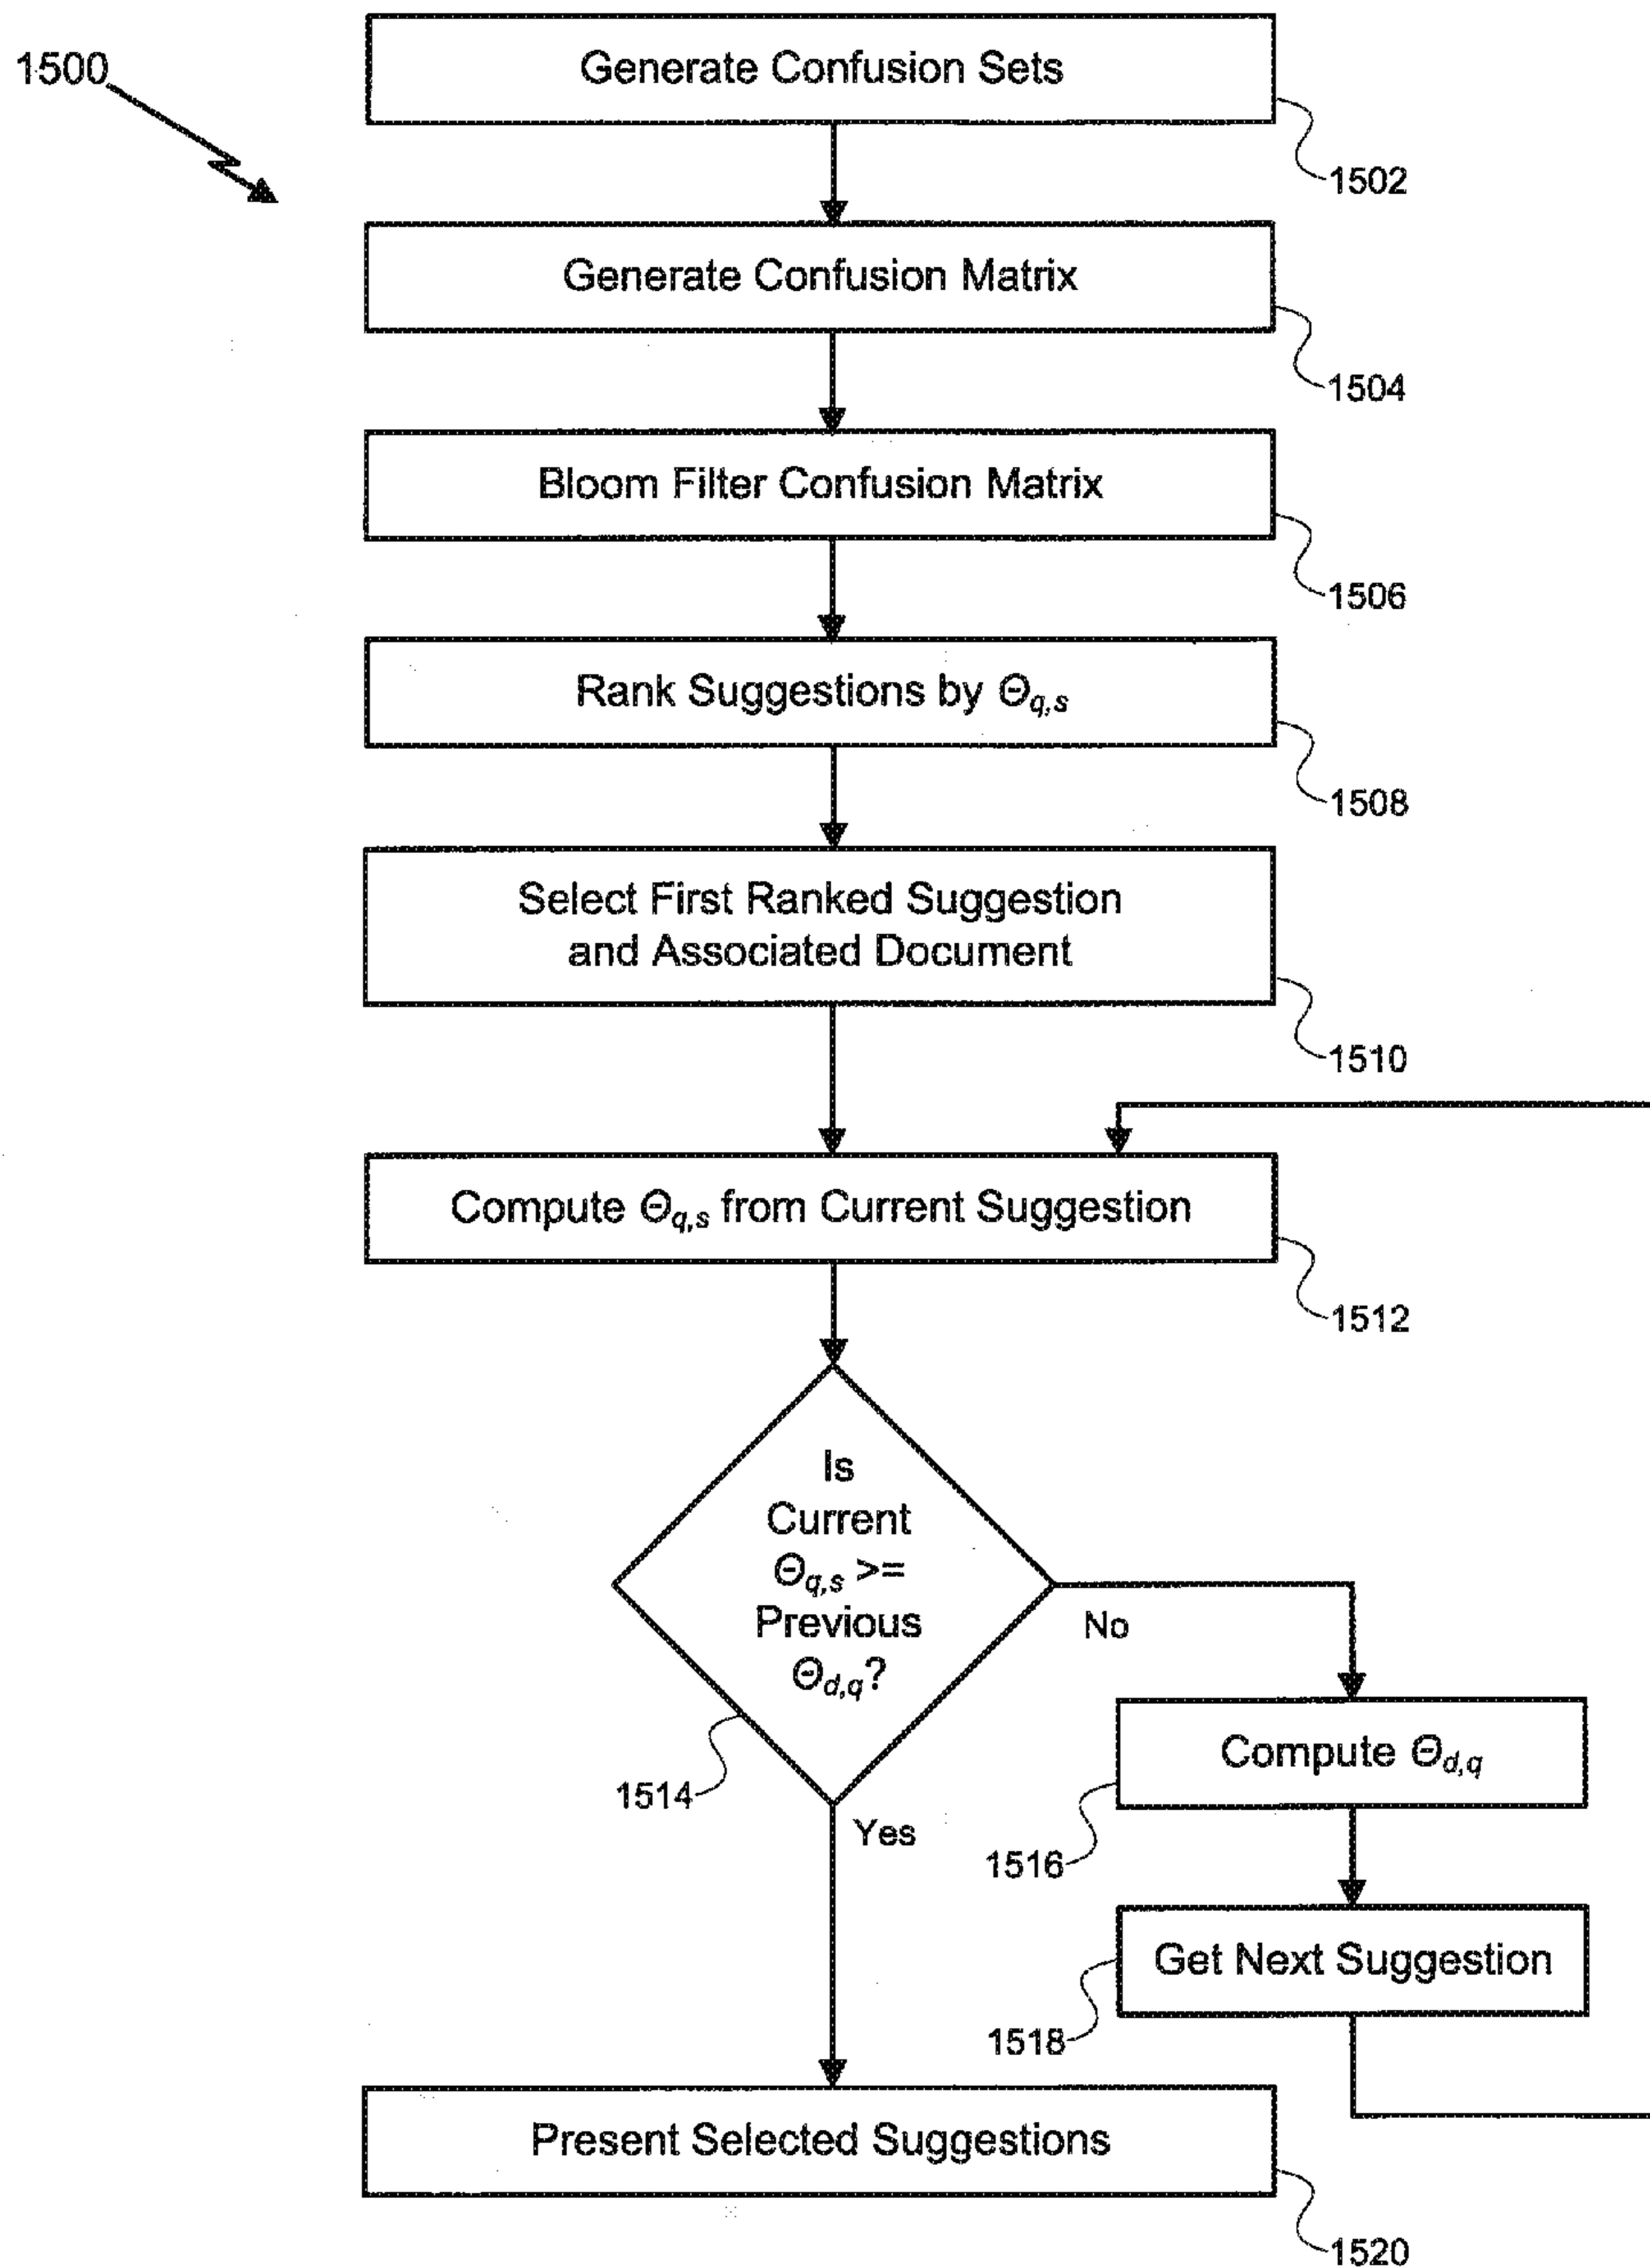 1500
Generate Confusion Sets
1502
Generate Confusion Matrix
1504
Bloom Filter Confusion Matrix
1506
Rank Suggestions by Θq,s
1508
Select First Ranked Suggestion
and Associated Document
1510
Compute Θq,s from Current Suggestion
1512
Is
Current
Θq,s >=
Previous
Θd,q?
No
1514
Yes
Compute Θd,q
1516
Get Next Suggestion
1518
Present Selected Suggestions
1520